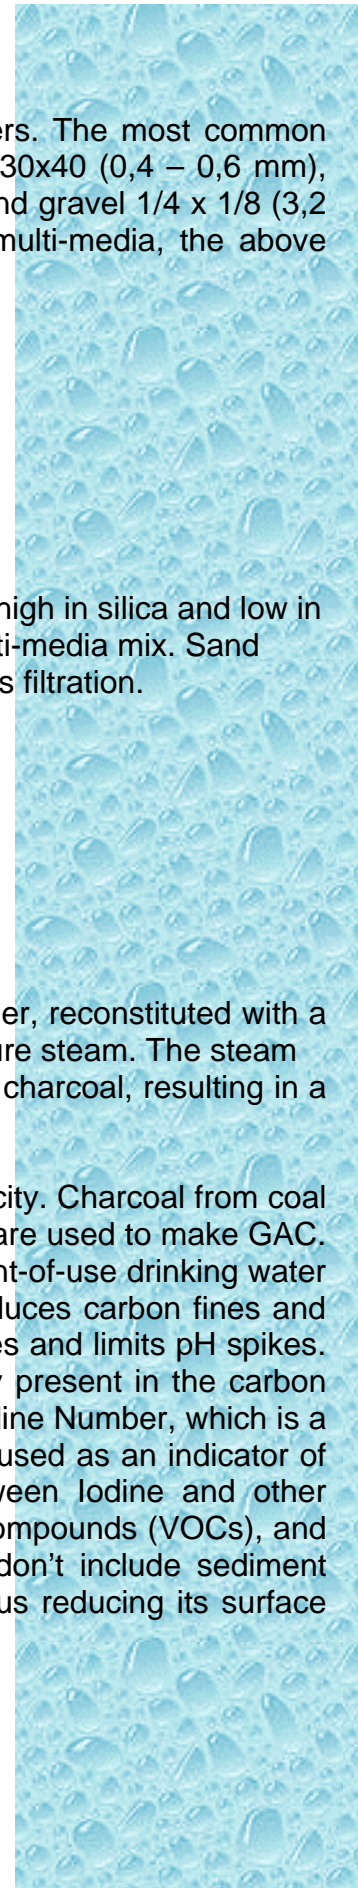 ers. The most common
30x40 (0,4 – 0,6 mm),
nd gravel 1/4 x 1/8 (3,2
multi-media, the above
high in silica and low in
ti-media mix. Sand
s filtration.
er, reconstituted with a
ure steam. The steam
charcoal, resulting in a
city. Charcoal from coal
are used to make GAC.
nt-of-use drinking water
duces carbon fines and
es and limits pH spikes.
y present in the carbon
dine Number, which is a
used as an indicator of
ween Iodine and other
ompounds (VOCs), and
don't include sediment
us reducing its surface